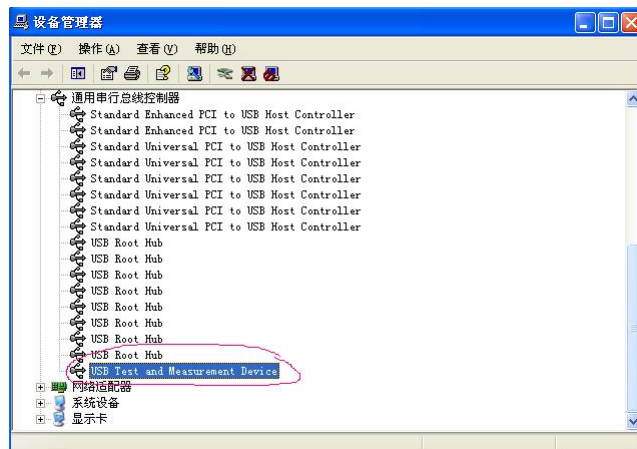 设备管理器
文件(F) 操作(A) 查看(V) 帮助(H)
通用串行总线控制器
Standard Enhanced PCI to USB Host Controller
Standard Enhanced PCI to USB Host Controller
Standard Universal PCI to USB Host Controller
Standard Universal PCI to USB Host Controller
Standard Universal PCI to USB Host Controller
Standard Universal PCI to USB Host Controller
Standard Universal PCI to USB Host Controller
Standard Universal PCI to USB Host Controller
USB Root Hub
USB Root Hub
USB Root Hub
USB Root Hub
USB Root Hub
USB Root Hub
USB Root Hub
USB Root Hub
USB Test and Measurement Device
网络适配器
系统设备
显示卡